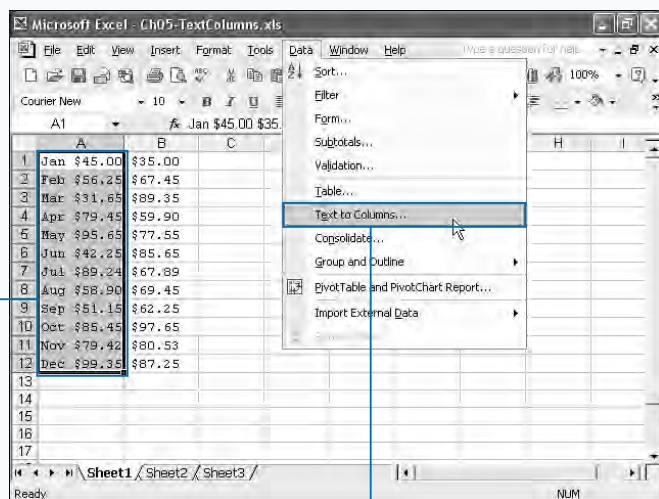 Microsoft Excel - Ch05-TextColumns.xls
File Edit View Insert Format Tools Data Window Help Type a question for help
100%
Courier New 10 B I U
A1 fx Jan $45.00 $35.
A B C H I
1 Jan $45.00 $35.00
2 Feb $56.25 $67.45
3 Mar $31.65 $89.35
4 Apr $79.45 $59.90
5 May $95.65 $77.55
6 Jun $42.25 $85.65
7 Jul $89.24 $67.89
8 Aug $58.90 $69.45
9 Sep $51.15 $62.25
10 Oct $85.45 $97.65
11 Nov $79.42 $80.53
12 Dec $99.35 $87.25
13
14
15
16
17
Sort...
Filter
Form...
Subtotals...
Validation...
Table...
Text to Columns...
Consolidate...
Group and Outline
PivotTable and PivotChart Report...
Import External Data
Sheet1 / Sheet2 / Sheet3 /
Ready NUM